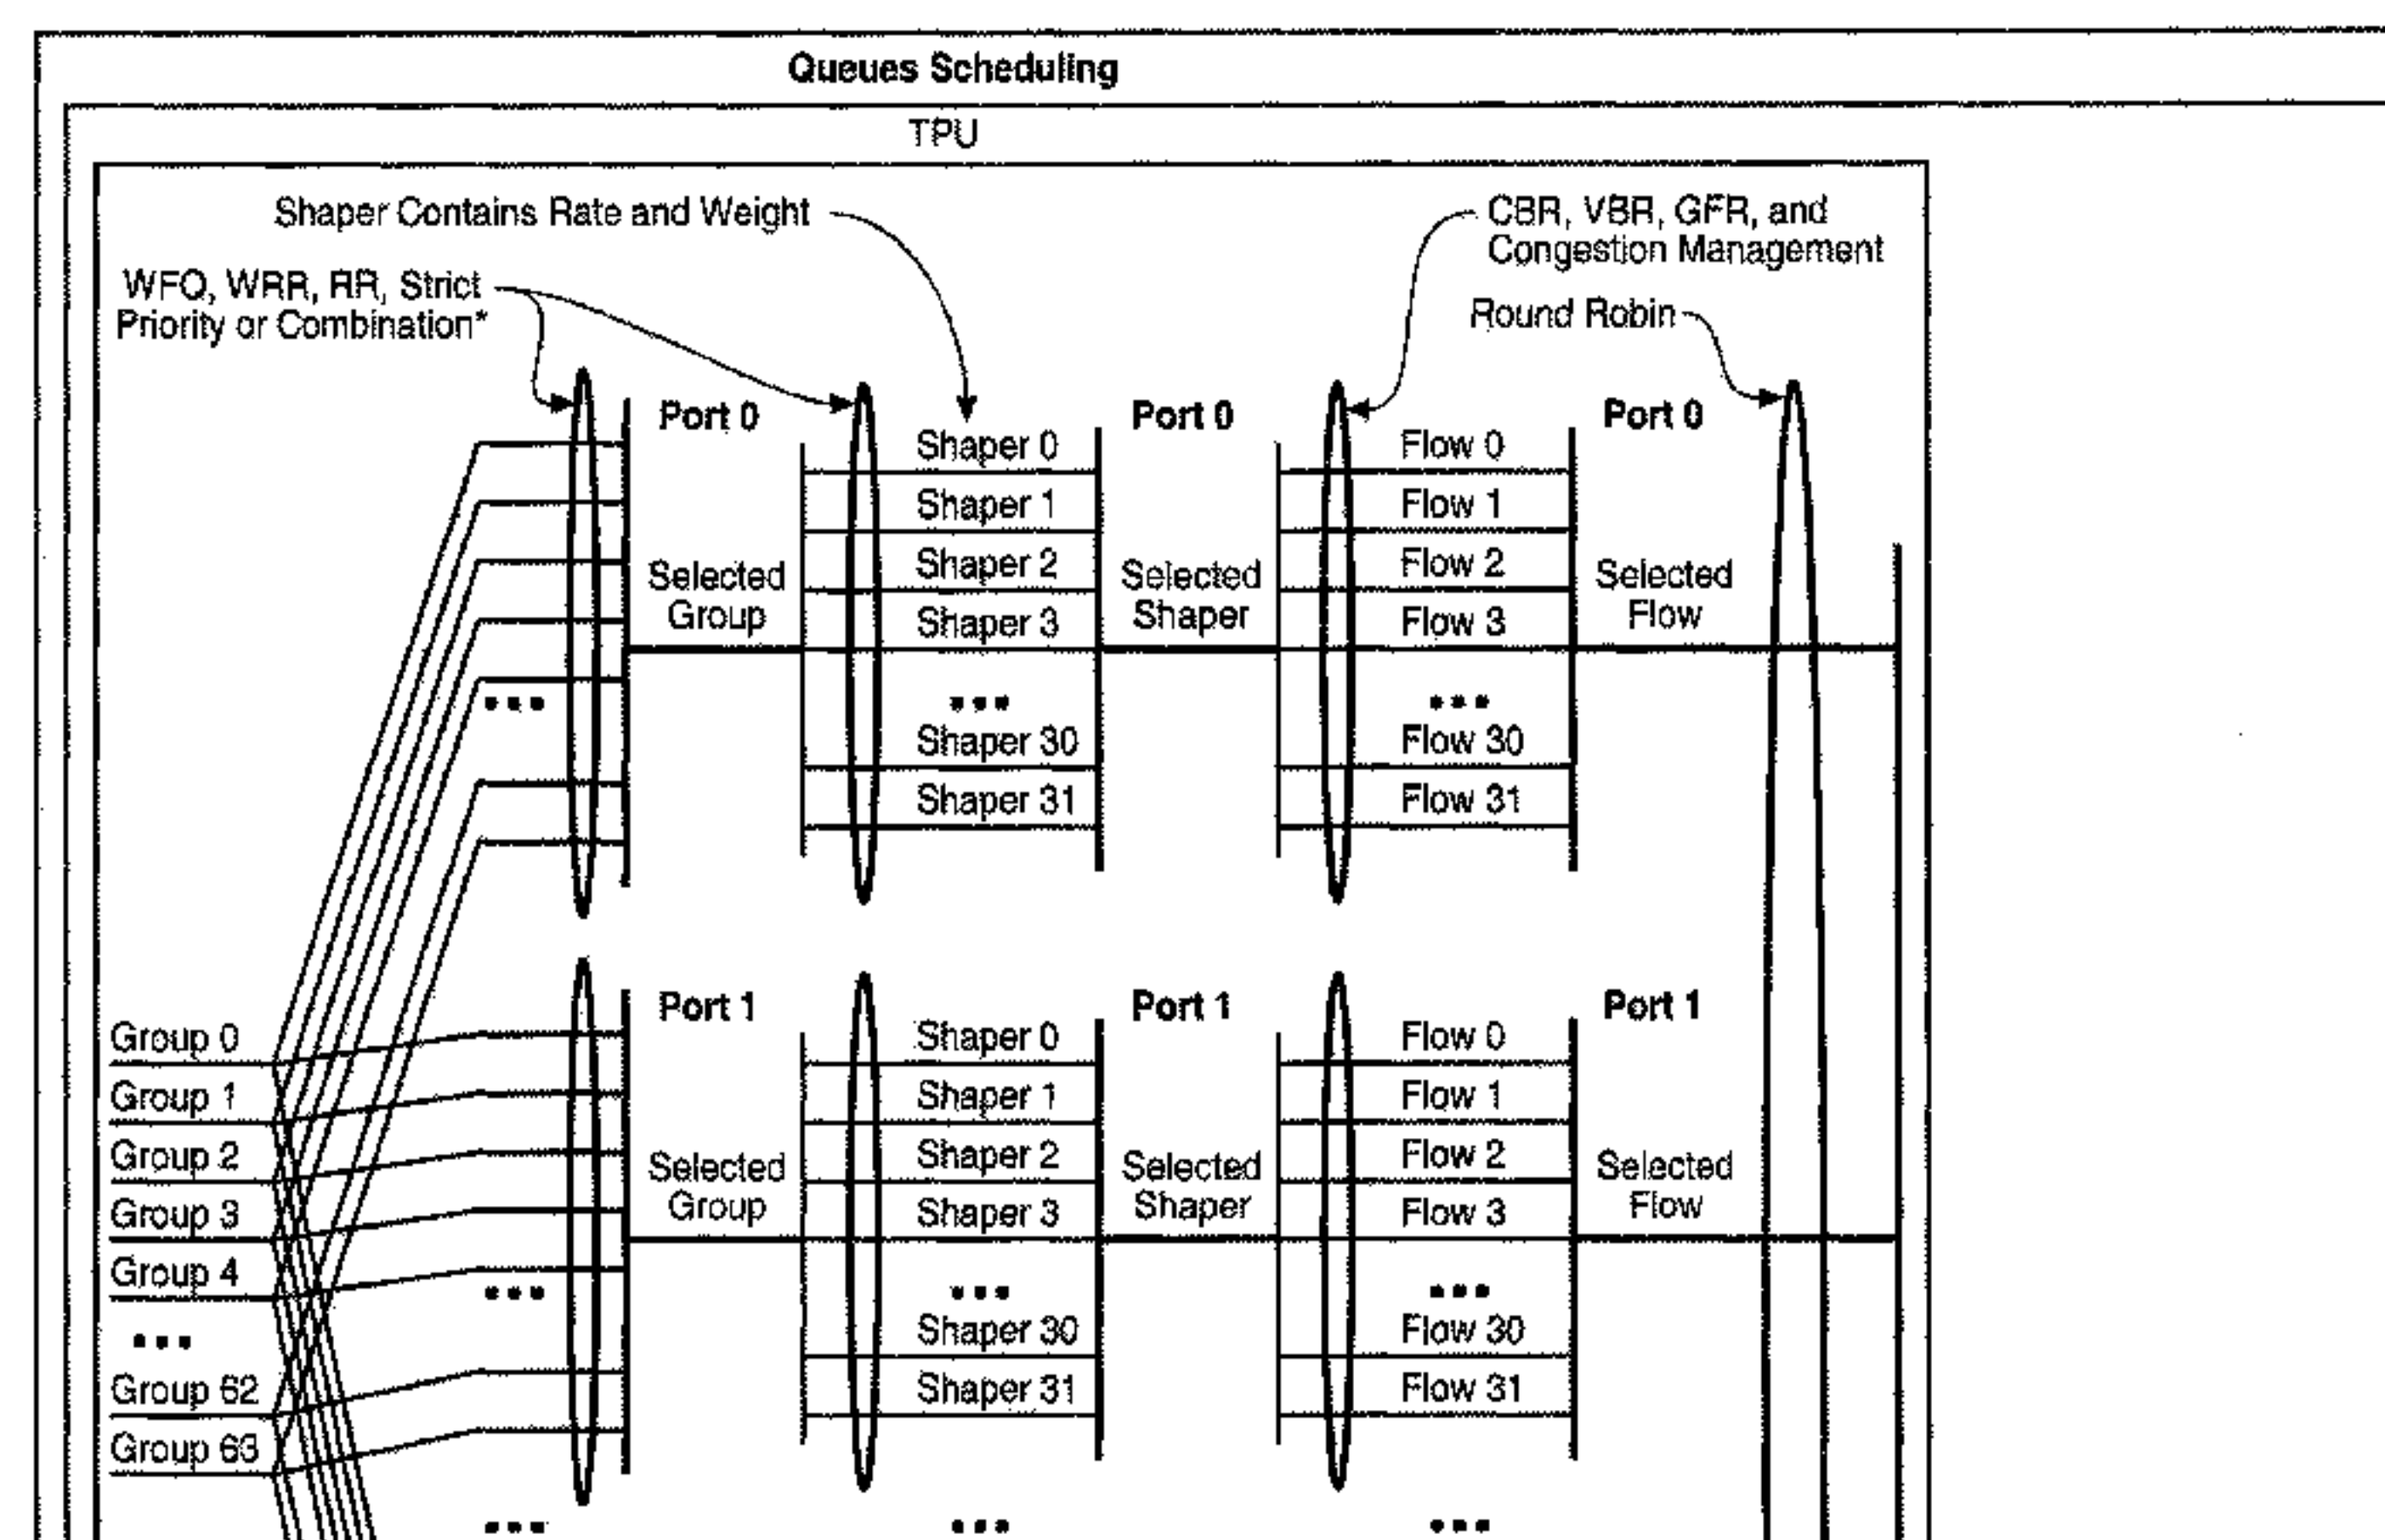 Queues Scheduling
TPU
Shaper Contains Rate and Weight
CBR, VBR, GFR, and
Congestion Management
WFQ, WRR, RR, Strict
Priority or Combination*
Round Robin
Port 0
Port 0
Port 0
Shaper 0
Flow 0
Shaper 1
Flow 1
Shaper 2
Flow 2
Selected
Group
Selected
Shaper
Selected
Flow
Shaper 3
Flow 3
...
...
...
Shaper 30
Flow 30
Shaper 31
Flow 31
Port 1
Port 1
Port 1
Group 0
Shaper 0
Flow 0
Group 1
Shaper 1
Flow 1
Group 2
Shaper 2
Flow 2
Selected
Group
Selected
Shaper
Selected
Flow
Group 3
Shaper 3
Flow 3
Group 4
...
...
...
...
Shaper 30
Flow 30
Group 62
Shaper 31
Flow 31
Group 63
...
...
...